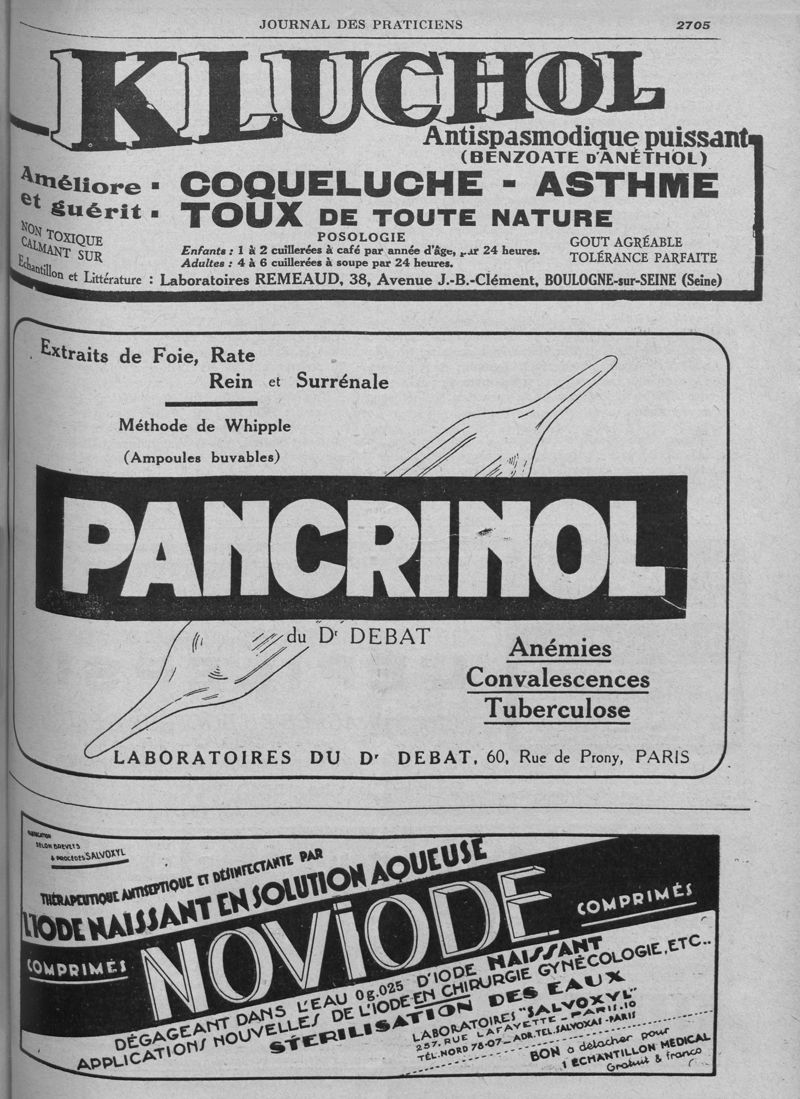 JOURNAL DES PRATICIENS 2705
KLUCHOL
Antispasmodique puissant
(BENZOATE D'ANÉTHOL)
Améliore · COQUELUCHE - ASTHME
et guérit · TOUX DE TOUTE NATURE
NON TOXIQUE
CALMANT SUR
POSOLOGIE
Enfants : 1 à 2 cuillerées à café par année d'âge, par 24 heures.
Adultes : 4 à 6 cuillerées à soupe par 24 heures.
GOUT AGRÉABLE
TOLÉRANCE PARFAITE
Echantillon et Littérature : Laboratoires REMEAUD, 38, Avenue J.-B.-Clément, BOULOGNE-sur-SEINE (Seine)
Extraits de Foie, Rate
Rein et Surrénale
Méthode de Whipple
(Ampoules buvables)
PANCRINOL
du Dr DEBAT
Anémies
Convalescences
Tuberculose
LABORATOIRES DU Dr DEBAT, 60, Rue de Prony, PARIS
FABRICATION
SELON BREVETS
& PROCÉDÉS SALVOXYL
THÉRAPEUTIQUE ANTISEPTIQUE ET DÉSINFECTANTE PAR
L'IODE NAISSANT EN SOLUTION AQUEUSE
COMPRIMÉS NOVIODE COMPRIMÉS
DÉGAGEANT DANS L'EAU 0g,025 D'IODE NAISSANT
APPLICATIONS NOUVELLES DE L'IODE EN CHIRURGIE GYNÉCOLOGIE, ETC..
STERILISATION DES EAUX
LABORATOIRES "SALVOXYL"
257, RUE LAFAYETTE - PARIS.10
TÉL. NORD 78-07 - ADR.TEL. SALVOXAS-PARIS
BON à détacher pour
1 ÉCHANTILLON MEDICAL
Gratuit & franco